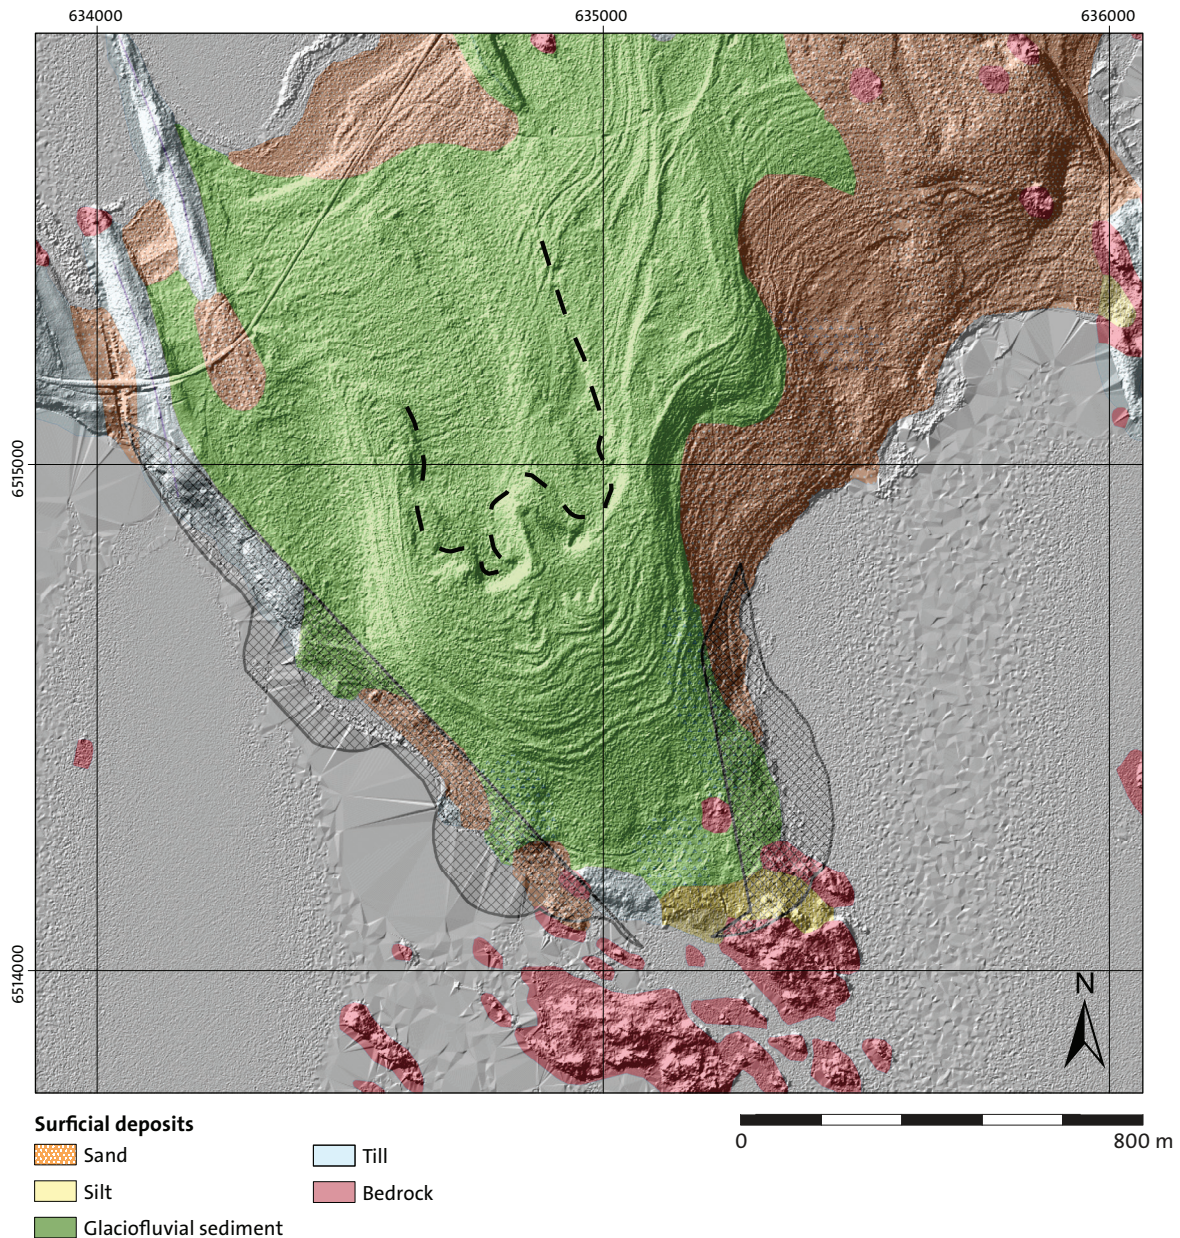 634000 635000 636000
6515000
6514000
N
Surficial deposits
Sand
Till
Silt
Bedrock
Glaciofluvial sediment
0 800 m